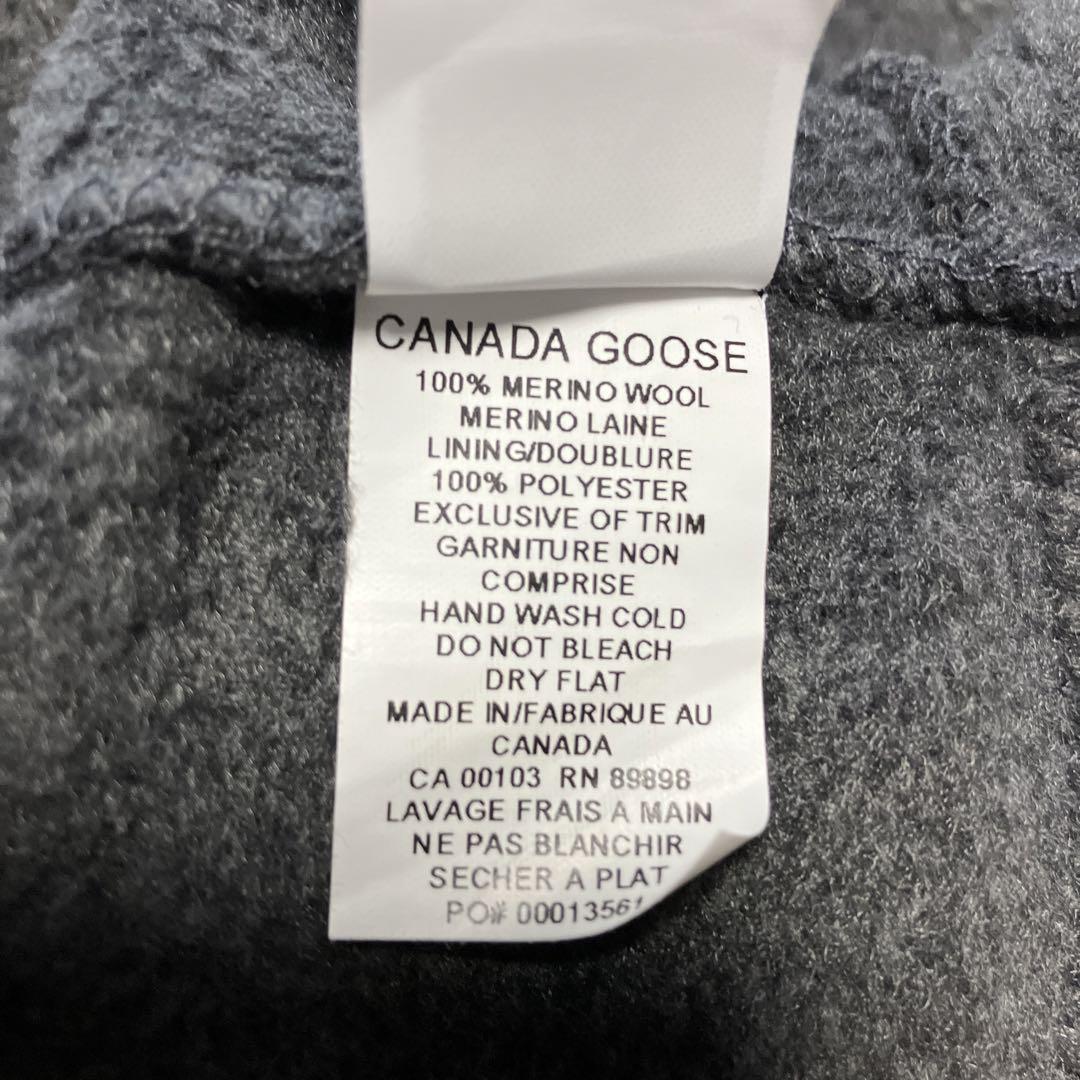 CANADA GOOSE
100% MERINO WOOL
MERINO LAINE
LINING/DOUBLURE
100% POLYESTER
EXCLUSIVE OF TRIM
GARNITURE NON
COMPRISE
HAND WASH COLD
DO NOT BLEACH
DRY FLAT
MADE IN/FABRIQUE AU
CANADA
CA 00103 RN 89898
LAVAGE FRAIS A MAIN
NE PAS BLANCHIR
SECHER A PLAT
PO# 00013561